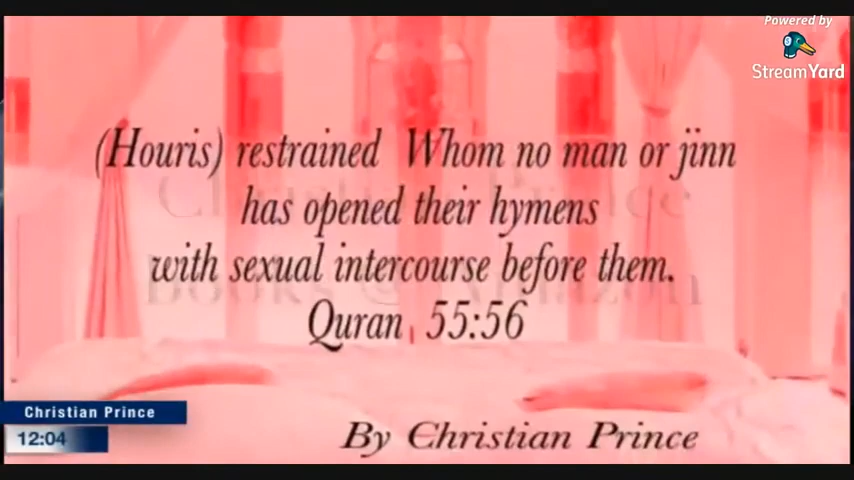 Powered by
StreamYard
(Houris) restrained Whom no man or jinn
has opened their hymens
with sexual intercourse before them.
Quran 55:56
By Christian Prince
Christian Prince
12:04